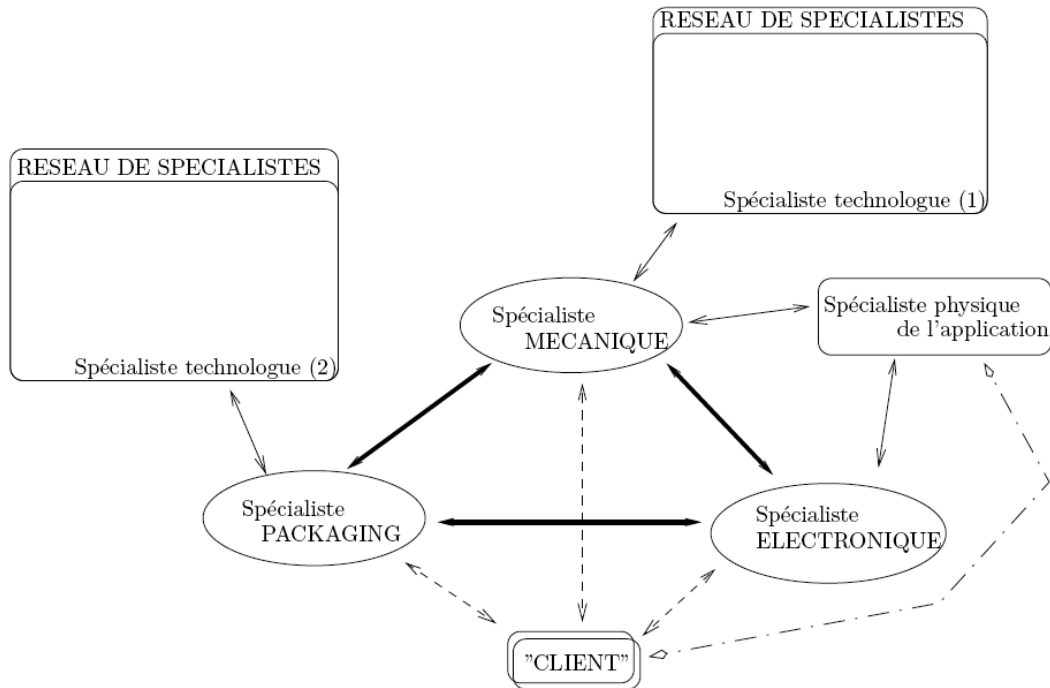 RESEAU DE SPECIALISTES
Spécialiste technologue (1)
RESEAU DE SPECIALISTES
Spécialiste technologue (2)
Spécialiste
MECANIQUE
Spécialiste physique
de l'application
Spécialiste
PACKAGING
Spécialiste
ELECTRONIQUE
"CLIENT"